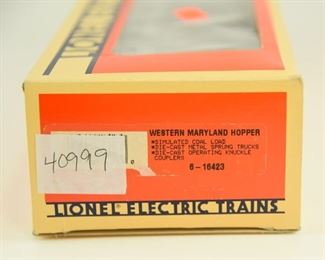 WESTERN MARYLAND HOPPER
*SIMULATED COAL LOAD
*DIE-CAST METAL SPRUNG TRUCKS
*DIE-CAST OPERATING KNUCKLE
COUPLERS
6-16423
40999
LIONEL ELECTRIC TRAINS